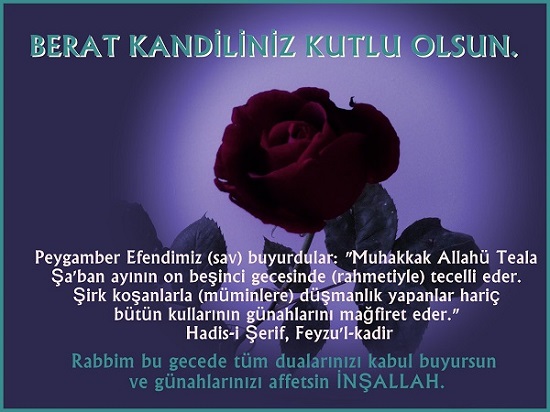 BERAT KANDİLİNİZ KUTLU OLSUN.
Peygamber Efendimiz (sav) buyurdular: "Muhakkak Allahü Teala
Şa'ban ayının on beşinci gecesinde (rahmetiyle) tecelli eder.
Şirk koşanlarla (müminlere) düşmanlık yapanlar hariç
bütün kullarının günahlarını mağfiret eder."
Hadis-i Şerif, Feyzu'l-kadir
Rabbim bu gecede tüm dualarınızı kabul buyursun
ve günahlarınızı affetsin İNŞALLAH.